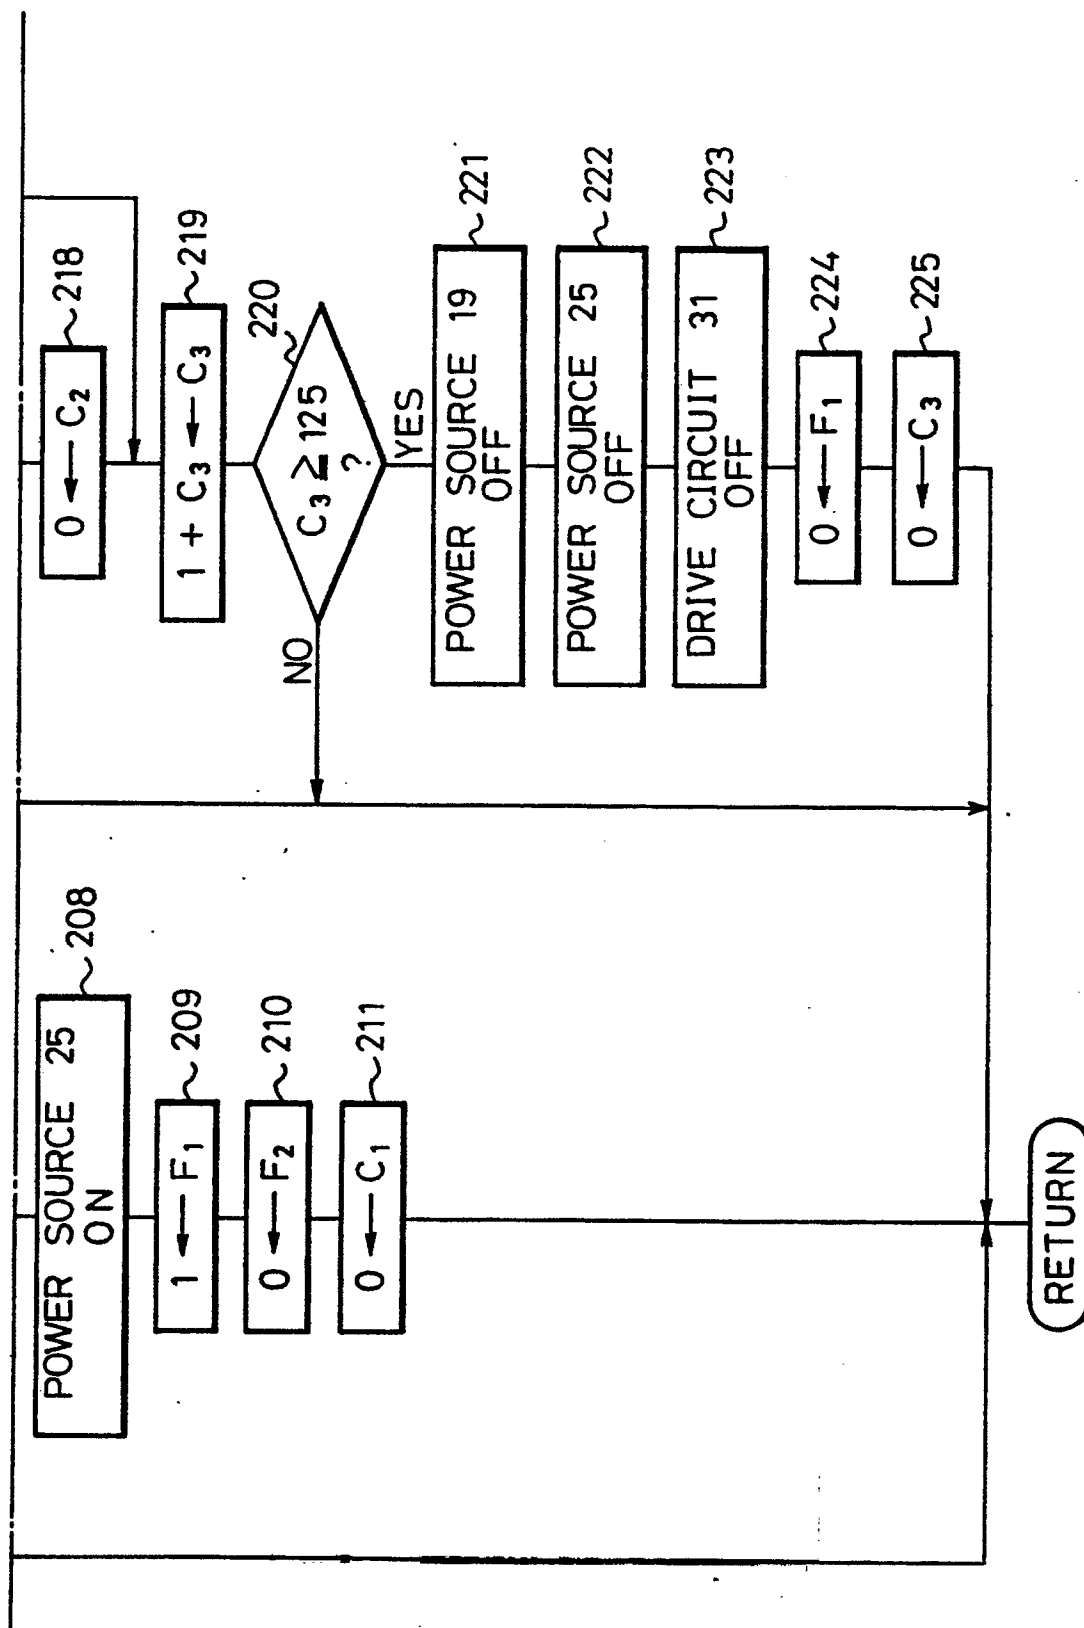 POWER SOURCE 25
ON
208
1 ← F₁
209
0 ← F₂
210
0 ← C₁
211
0 ← C₂
218
1 + C₃ ← C₃
219
C₃ ≧ 125
?
220
NO
YES
POWER SOURCE 19
OFF
221
POWER SOURCE 25
OFF
222
DRIVE CIRCUIT 31
OFF
223
0 ← F₁
224
0 ← C₃
225
RETURN